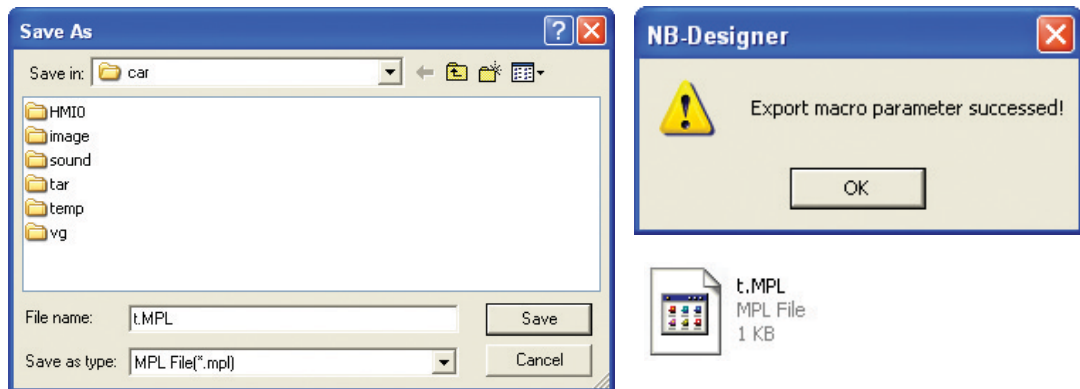 Save As
Save in: car
HMI0
image
sound
tar
temp
vg
File name: t.MPL
Save
Save as type: MPL File(*.mpl)
Cancel
NB-Designer
Export macro parameter successed!
OK
t.MPL
MPL File
1 KB